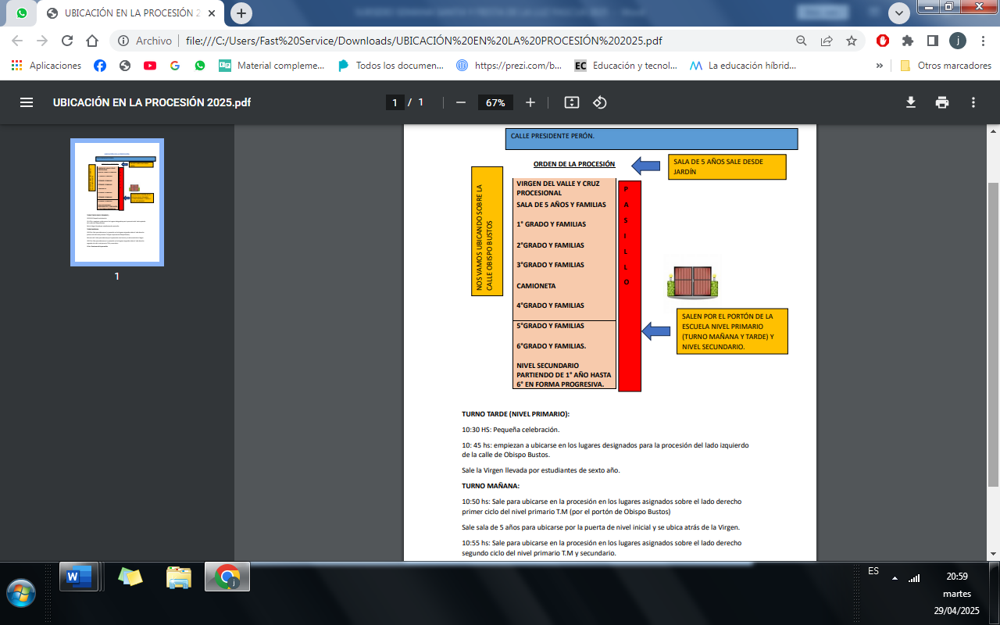 UBICACIÓN EN LA PROCESIÓN 2
Archivo
file:///C:/Users/Fast%20Service/Downloads/UBICACIÓN%20EN%20LA%20PROCESIÓN%202025.pdf
j
Aplicaciones
Material compleme...
Todos los documen...
https://prezi.com/b...
EC Educación y tecnol...
La educación híbrid...
»
Otros marcadores
UBICACIÓN EN LA PROCESIÓN 2025.pdf
1 / 1
67%
1
CALLE PRESIDENTE PERÓN.
ORDEN DE LA PROCESIÓN
SALA DE 5 AÑOS SALE DESDE
JARDÍN
NOS VAMOS UBICANDO SOBRE LA
CALLE OBISPO BUSTOS
VIRGEN DEL VALLE Y CRUZ
PROCESIONAL
SALA DE 5 AÑOS Y FAMILIAS
1° GRADO Y FAMILIAS
2°GRADO Y FAMILIAS
3°GRADO Y FAMILIAS
CAMIONETA
4°GRADO Y FAMILIAS
5°GRADO Y FAMILIAS
6°GRADO Y FAMILIAS.
NIVEL SECUNDARIO
PARTIENDO DE 1° AÑO HASTA
6° EN FORMA PROGRESIVA.
P
A
S
I
L
L
O
SALEN POR EL PORTÓN DE LA
ESCUELA NIVEL PRIMARIO
(TURNO MAÑANA Y TARDE) Y
NIVEL SECUNDARIO.
TURNO TARDE (NIVEL PRIMARIO):
10:30 HS: Pequeña celebración.
10: 45 hs: empiezan a ubicarse en los lugares designados para la procesión del lado izquierdo
de la calle de Obispo Bustos.
Sale la Virgen llevada por estudiantes de sexto año.
TURNO MAÑANA:
10:50 hs: Sale para ubicarse en la procesión en los lugares asignados sobre el lado derecho
primer ciclo del nivel primario T.M (por el portón de Obispo Bustos)
Sale sala de 5 años para ubicarse por la puerta de nivel inicial y se ubica atrás de la Virgen.
10:55 hs: Sale para ubicarse en la procesión en los lugares asignados sobre el lado derecho
segundo ciclo del nivel primario T.M y secundario.
ES
20:59
martes
29/04/2025